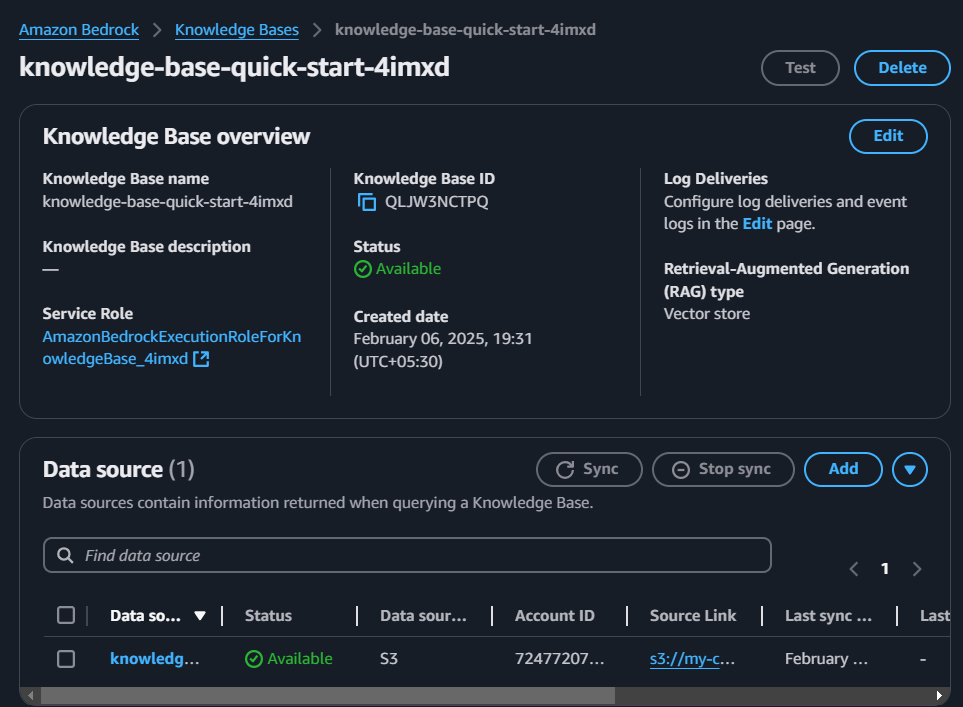 Amazon Bedrock > Knowledge Bases > knowledge-base-quick-start-4imxd
knowledge-base-quick-start-4imxd
Test
Delete
Knowledge Base overview
Edit
Knowledge Base name
knowledge-base-quick-start-4imxd
Knowledge Base description
—
Service Role
AmazonBedrockExecutionRoleForKn
owledgeBase_4imxd
Knowledge Base ID
QLJW3NCTPQ
Status
Available
Created date
February 06, 2025, 19:31
(UTC+05:30)
Log Deliveries
Configure log deliveries and event
logs in the Edit page.
Retrieval-Augmented Generation
(RAG) type
Vector store
Data source (1)
Sync
Stop sync
Add
Data sources contain information returned when querying a Knowledge Base.
Find data source
1
Data so... Status Data sour... Account ID Source Link Last sync ... Last
knowledg... Available S3 72477207... s3://my-c... February ... -